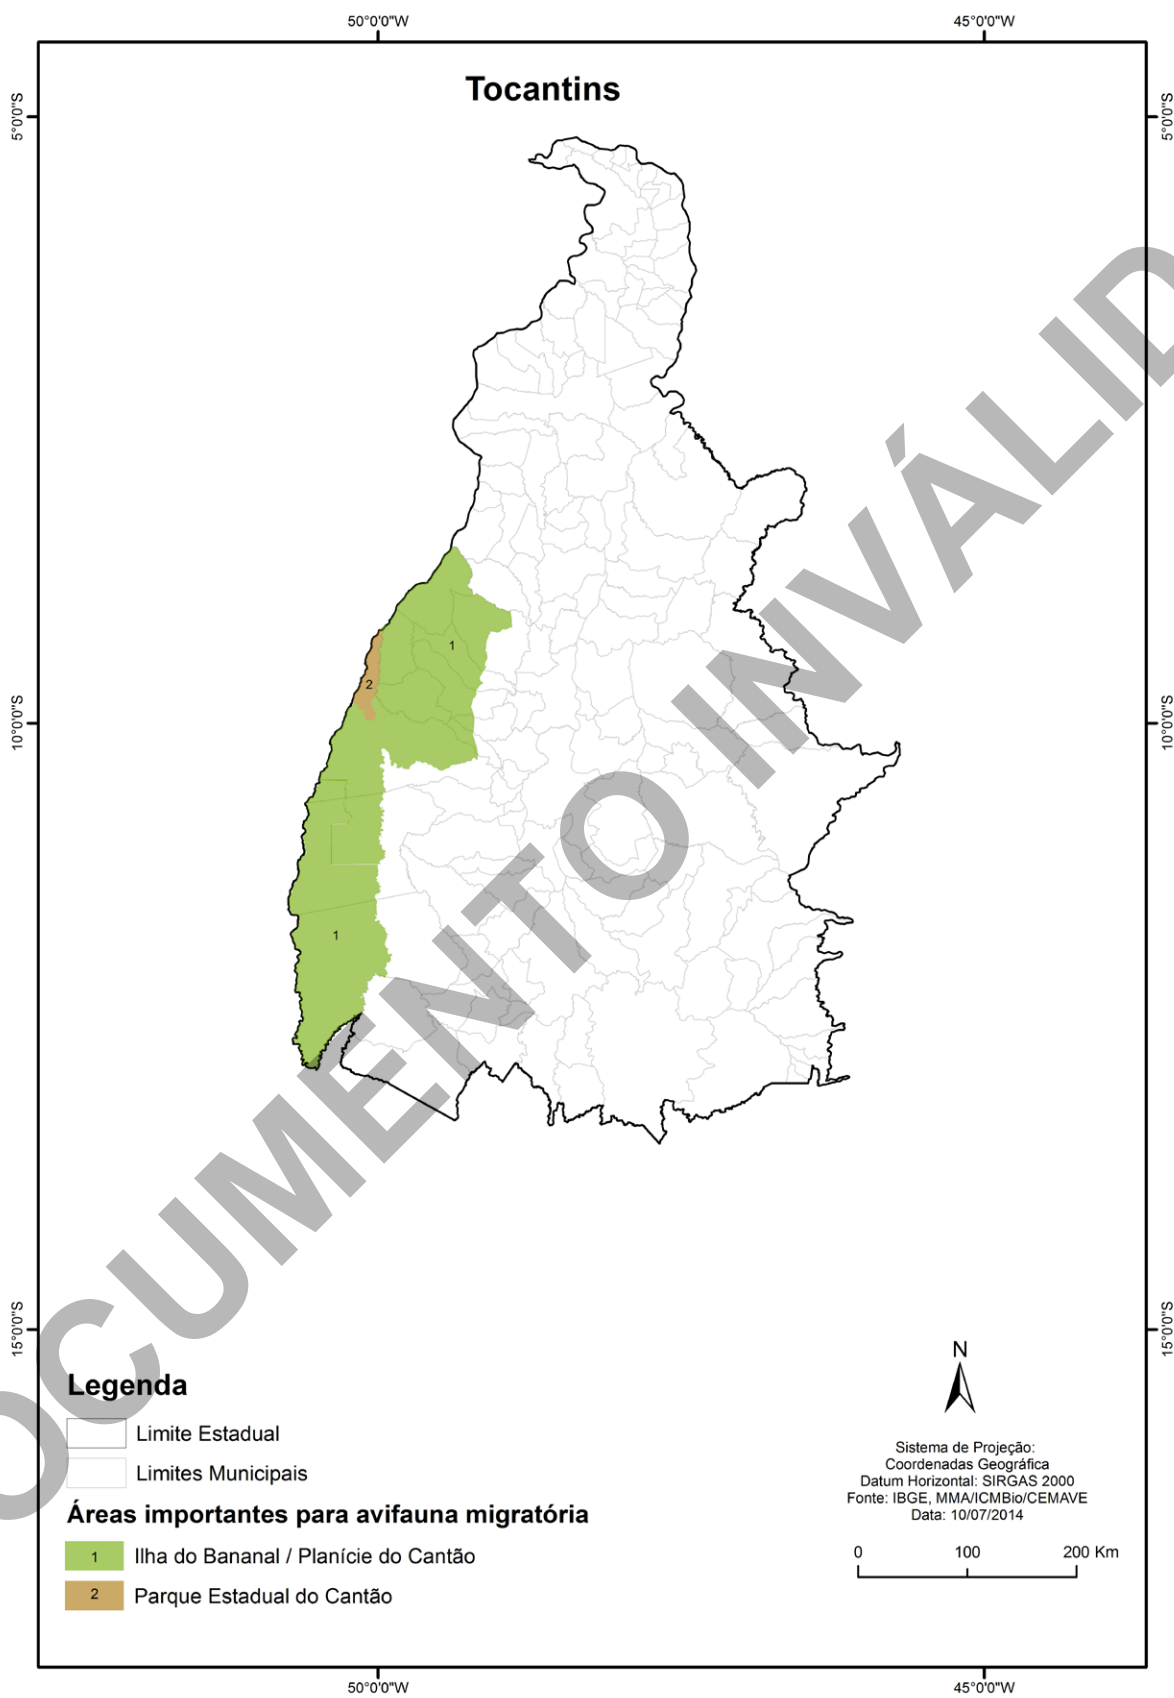 50°0'0"W
45°0'0"W
Tocantins
5°0'0"S
5°0'0"S
1
2
10°0'0"S
10°0'0"S
1
DOCUMENTO INVÁLID
15°0'0"S
15°0'0"S
N
Legenda
Limite Estadual
Limites Municipais
Áreas importantes para avifauna migratória
1 Ilha do Bananal / Planície do Cantão
2 Parque Estadual do Cantão
Sistema de Projeção:
Coordenadas Geográfica
Datum Horizontal: SIRGAS 2000
Fonte: IBGE, MMA/ICMBio/CEMAVE
Data: 10/07/2014
0 100 200 Km
50°0'0"W
45°0'0"W